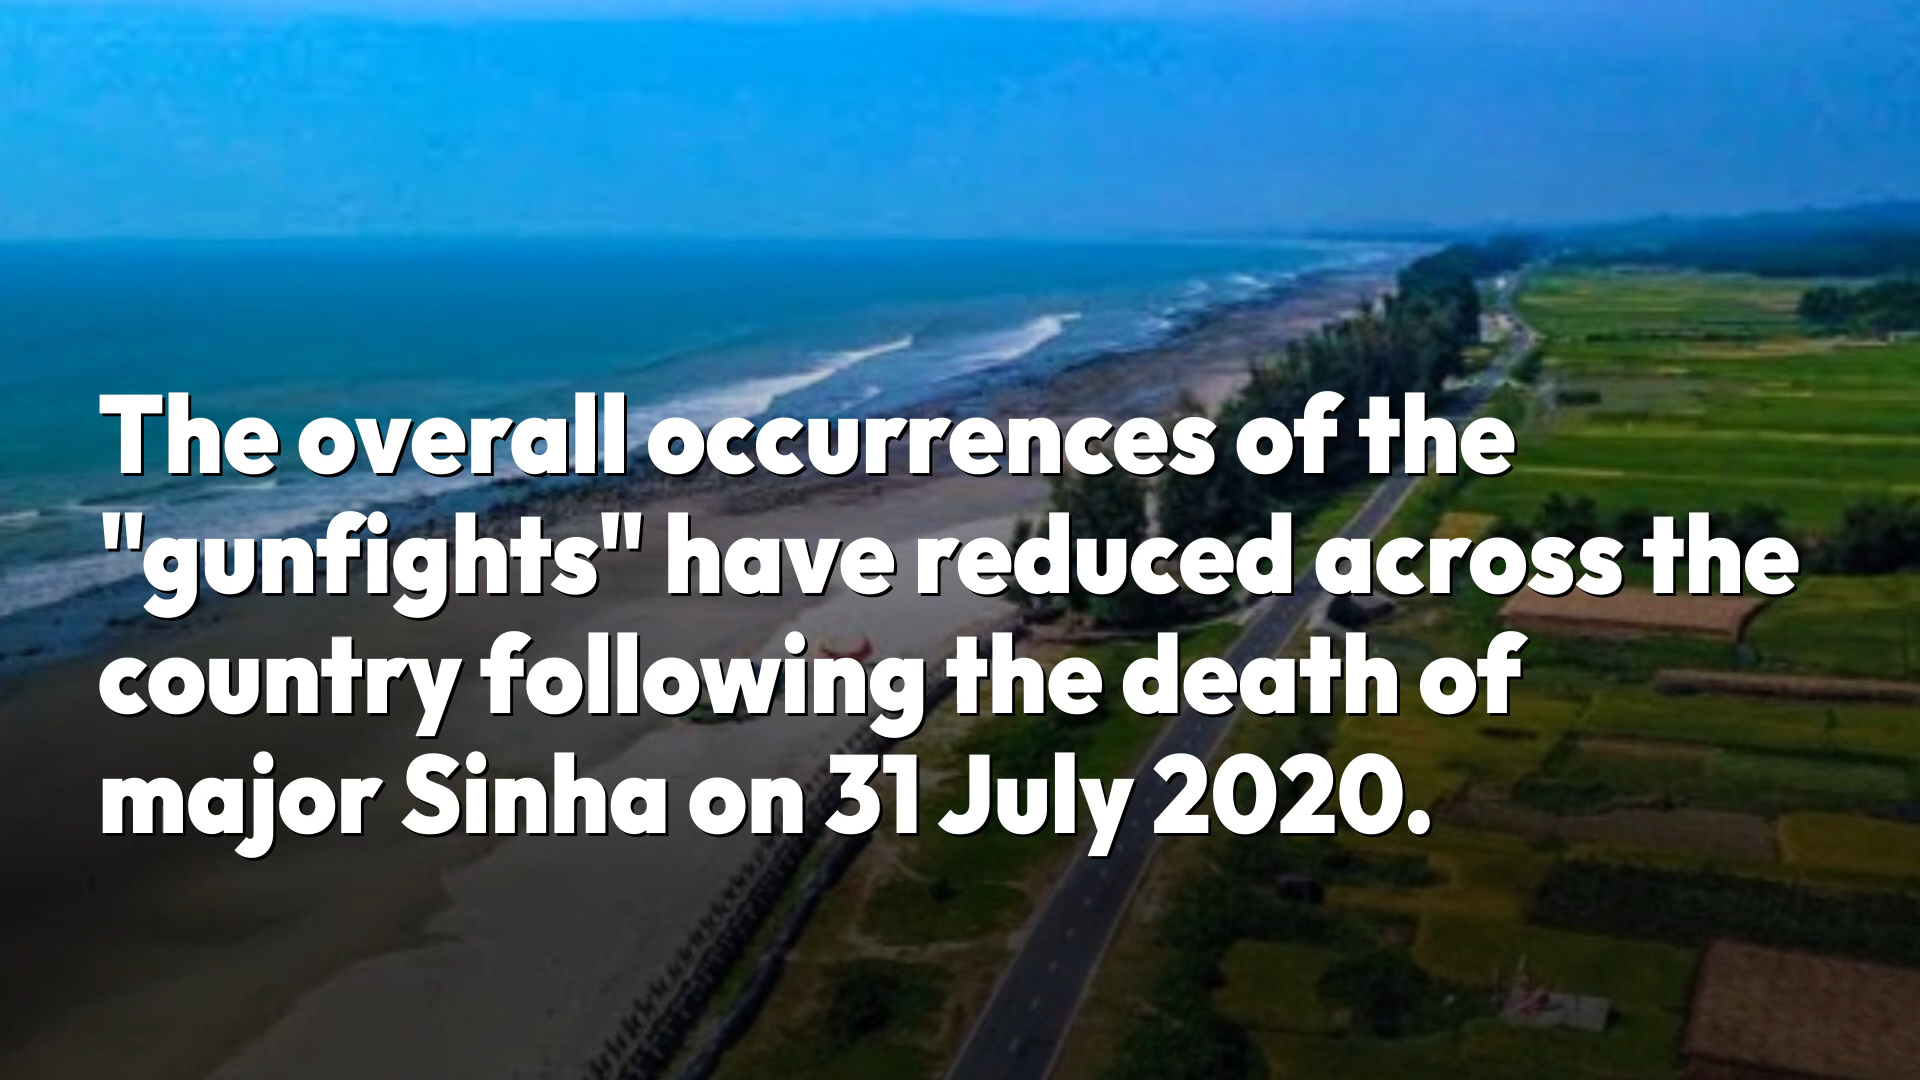 The overall occurrences of the
"gunfights" have reduced across the
country following the death of
major Sinha on 31 July 2020.